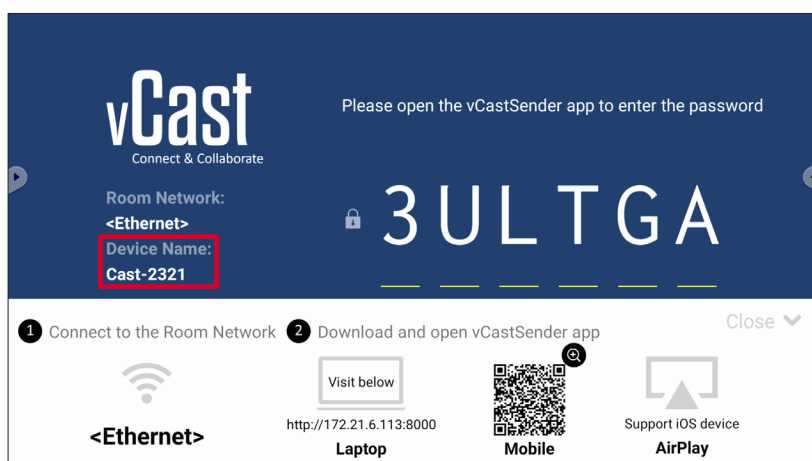 vCast
Connect & Collaborate
Please open the vCastSender app to enter the password
Room Network:
<Ethernet>
Device Name:
Cast-2321
3ULTGA
1 Connect to the Room Network
2 Download and open vCastSender app
Close
<Ethernet>
Visit below
http://172.21.6.113:8000
Laptop
Mobile
Support iOS device
AirPlay